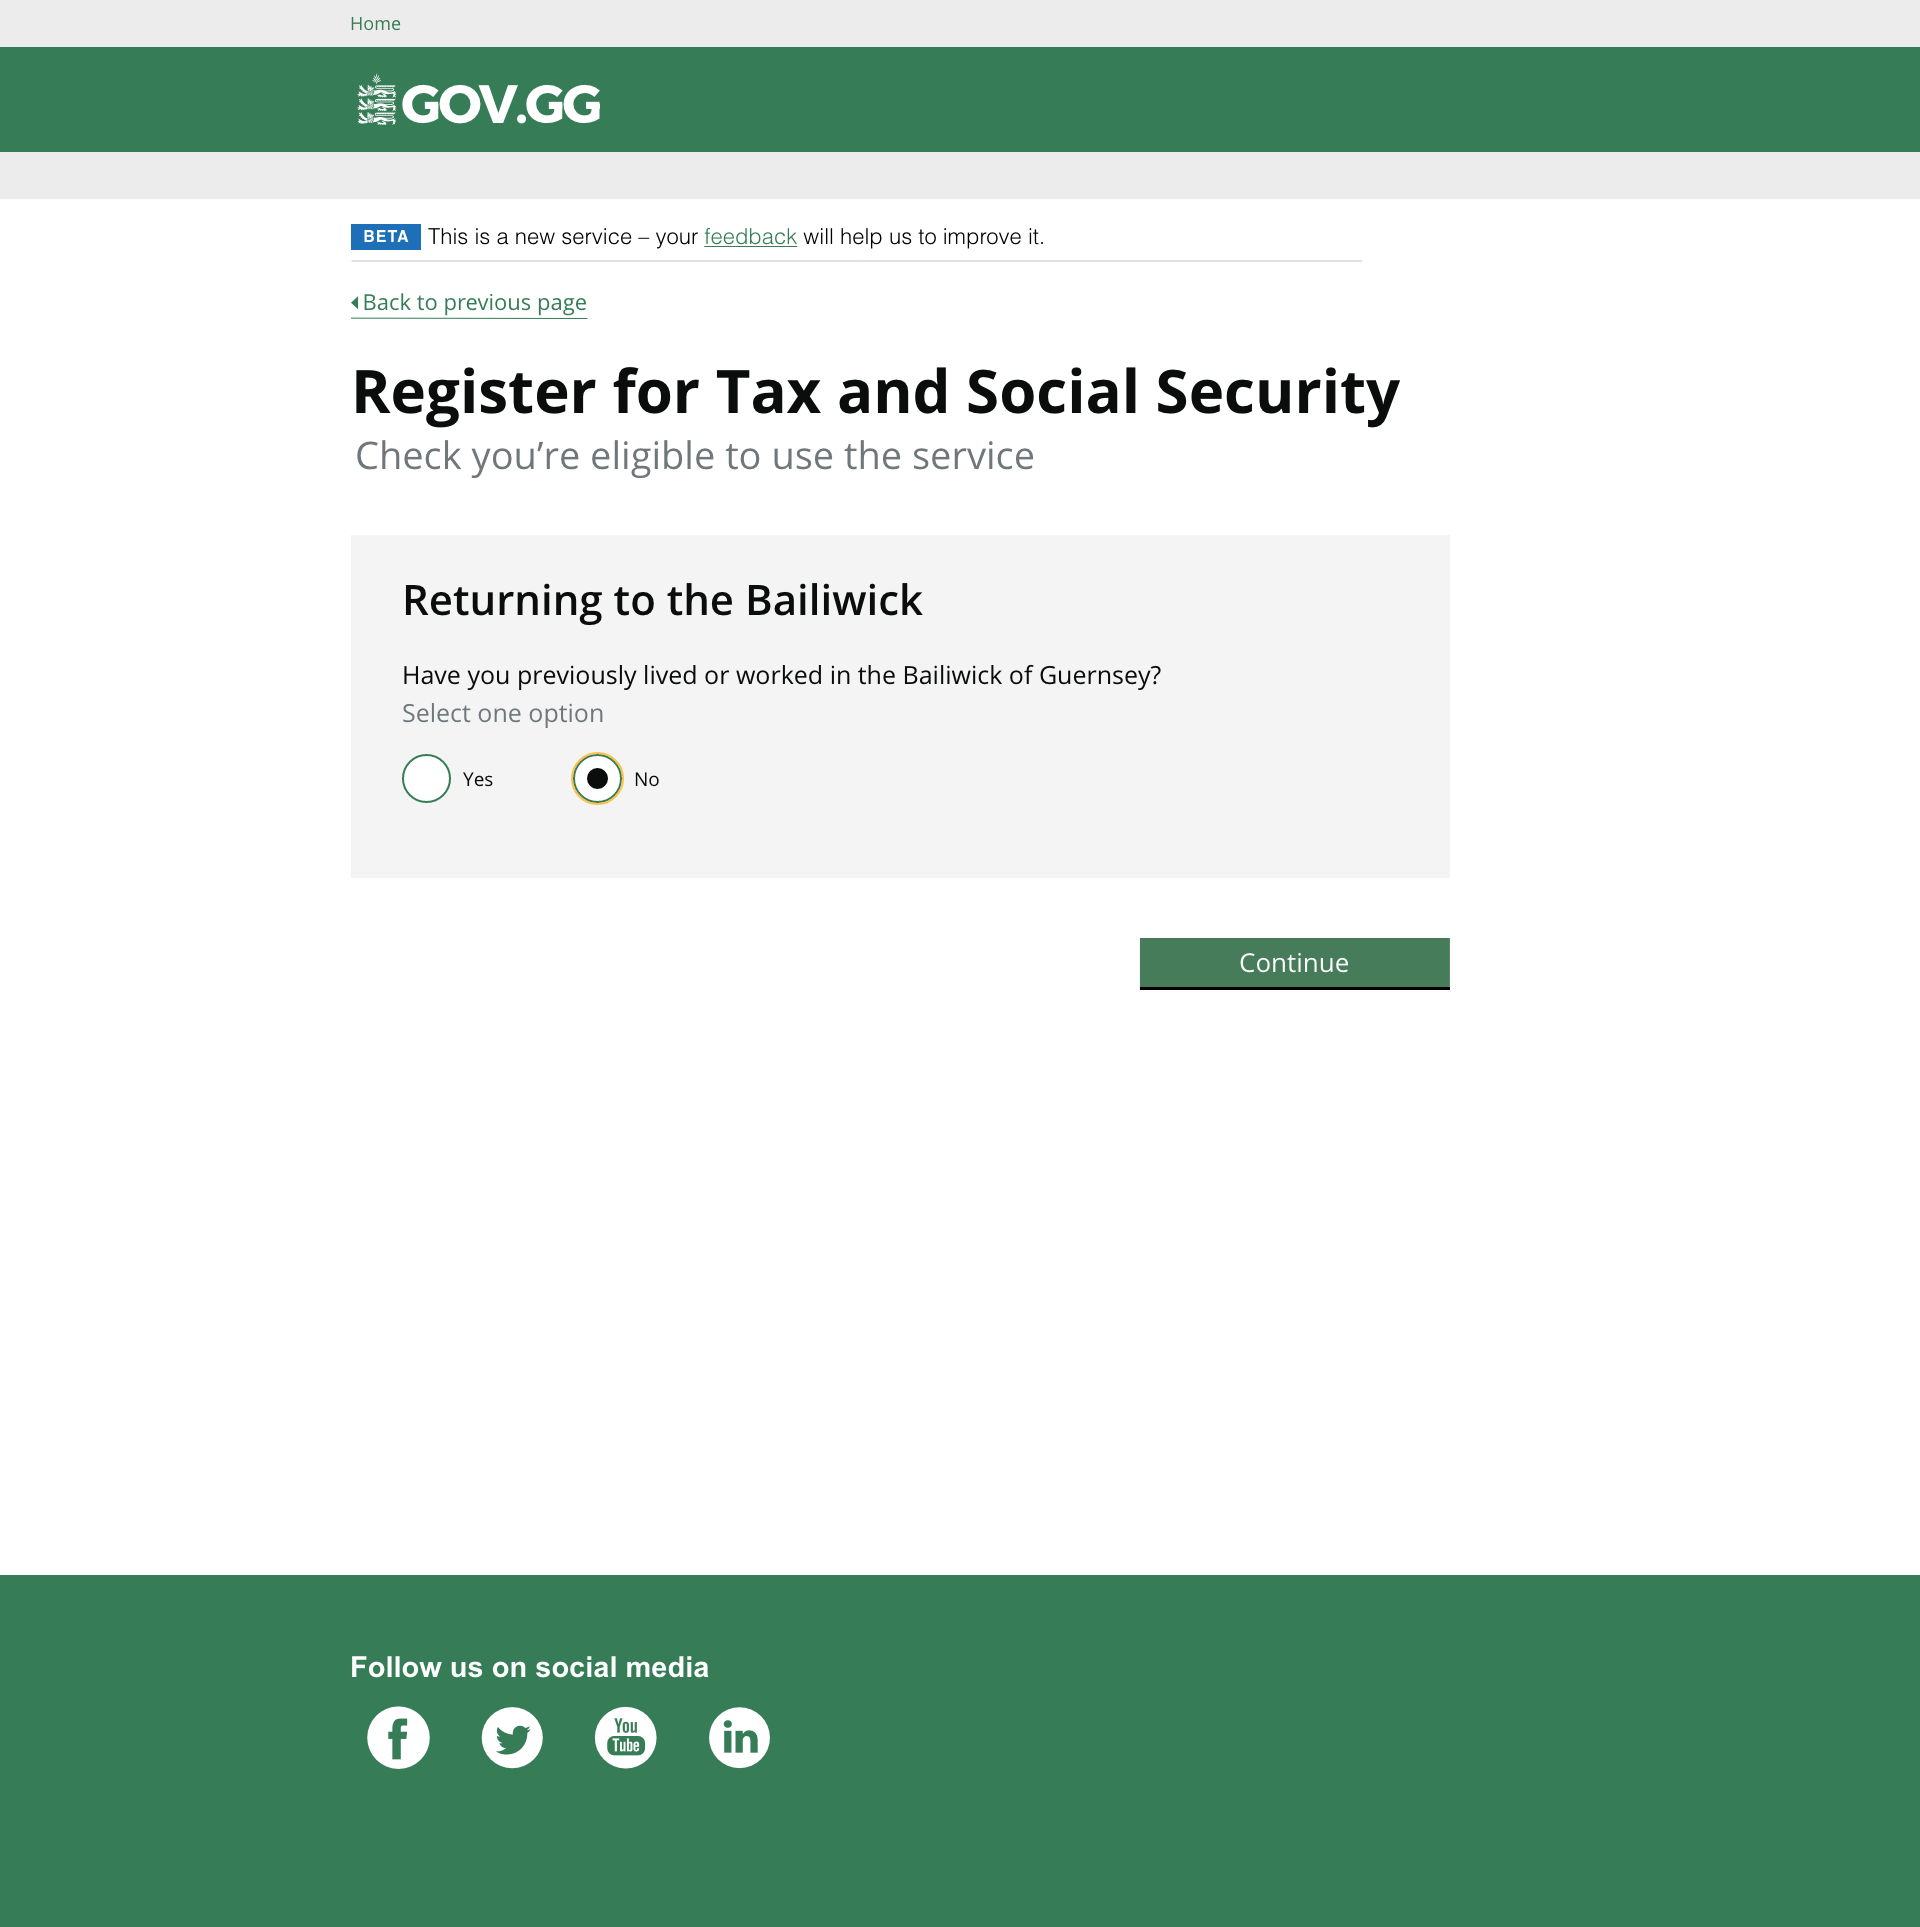 Home
GOV.GG
BETA This is a new service – your feedback will help us to improve it.
Back to previous page
Register for Tax and Social Security
Check you’re eligible to use the service
Returning to the Bailiwick
Have you previously lived or worked in the Bailiwick of Guernsey?
Select one option
Yes No
Continue
Follow us on social media
f You in
Tube